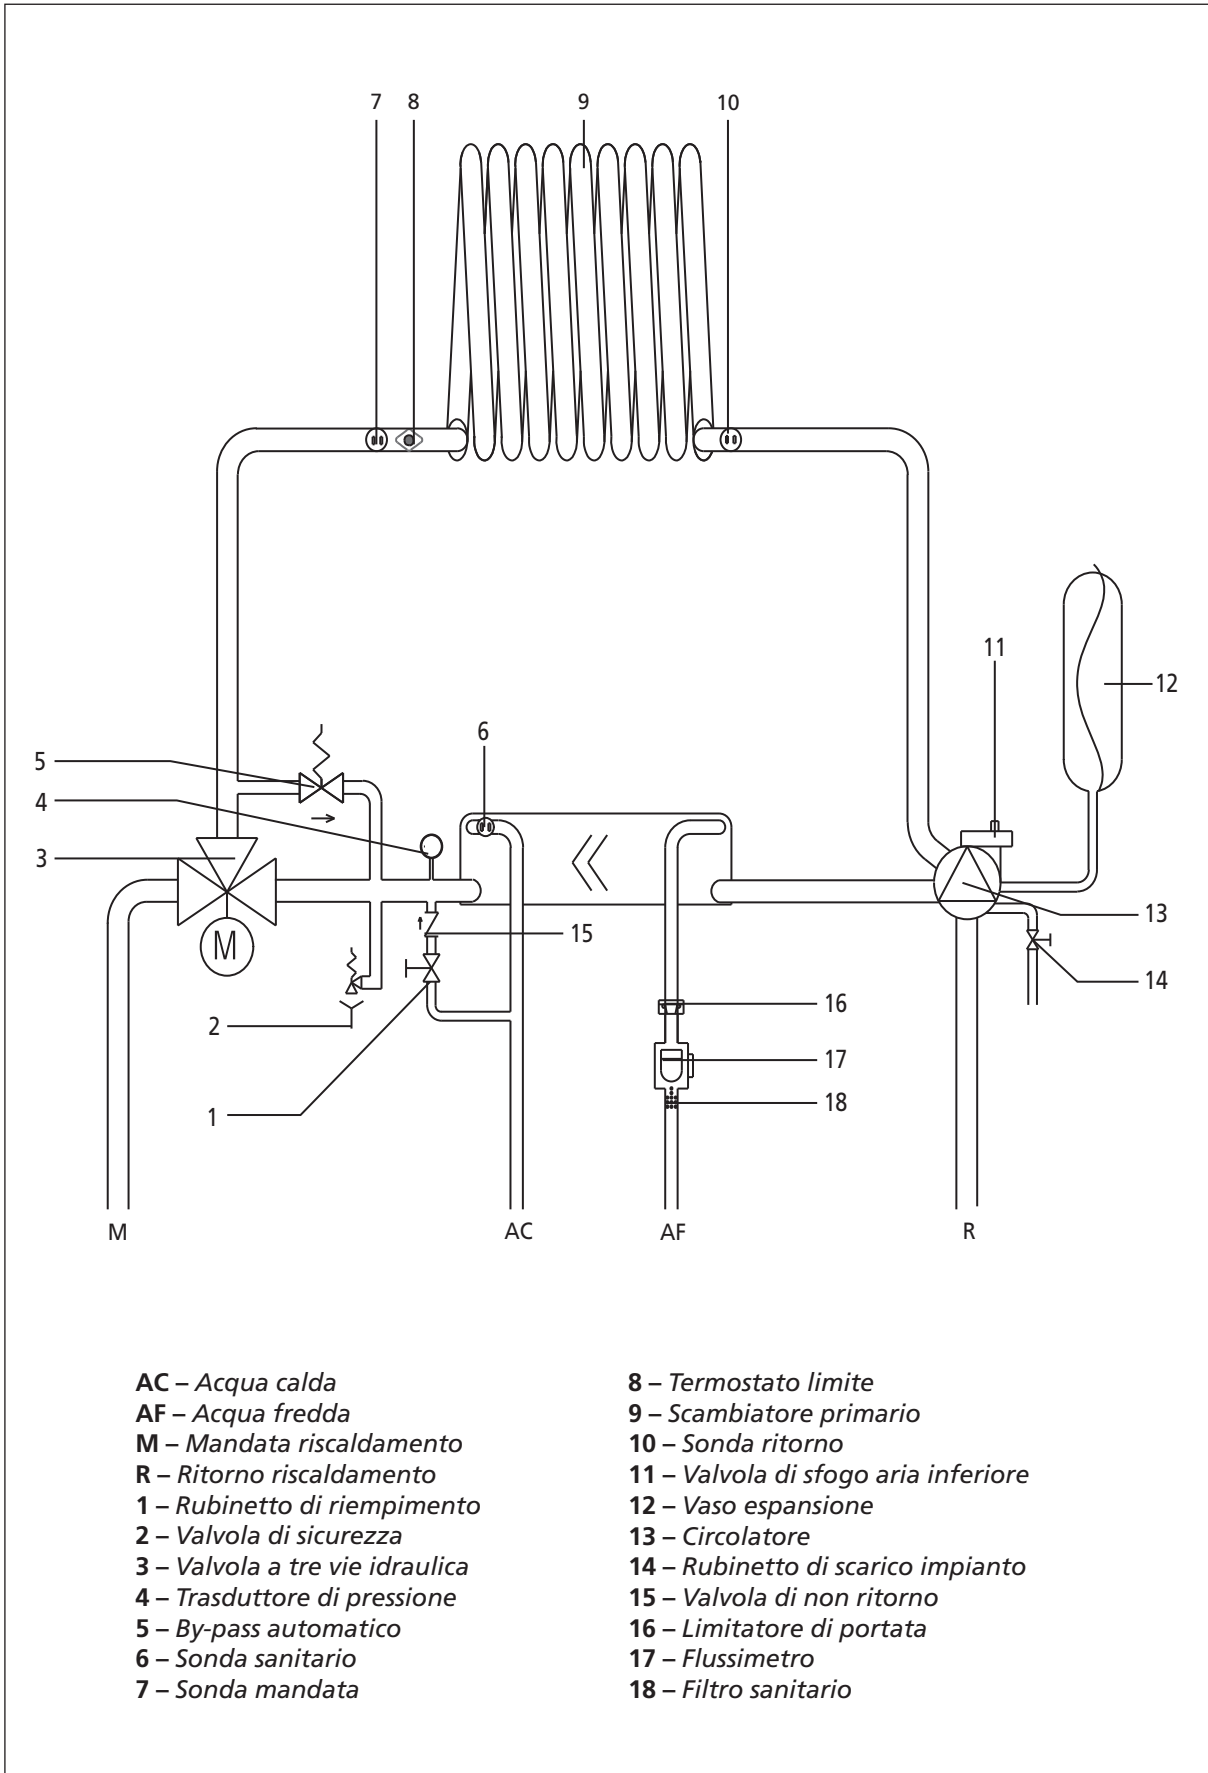 7 8 9 10
11
12
6
5
4
3
M
13
15
14
16
2
17
18
1
M AC AF R
AC – Acqua calda
AF – Acqua fredda
M – Mandata riscaldamento
R – Ritorno riscaldamento
1 – Rubinetto di riempimento
2 – Valvola di sicurezza
3 – Valvola a tre vie idraulica
4 – Trasduttore di pressione
5 – By-pass automatico
6 – Sonda sanitario
7 – Sonda mandata
8 – Termostato limite
9 – Scambiatore primario
10 – Sonda ritorno
11 – Valvola di sfogo aria inferiore
12 – Vaso espansione
13 – Circolatore
14 – Rubinetto di scarico impianto
15 – Valvola di non ritorno
16 – Limitatore di portata
17 – Flussimetro
18 – Filtro sanitario